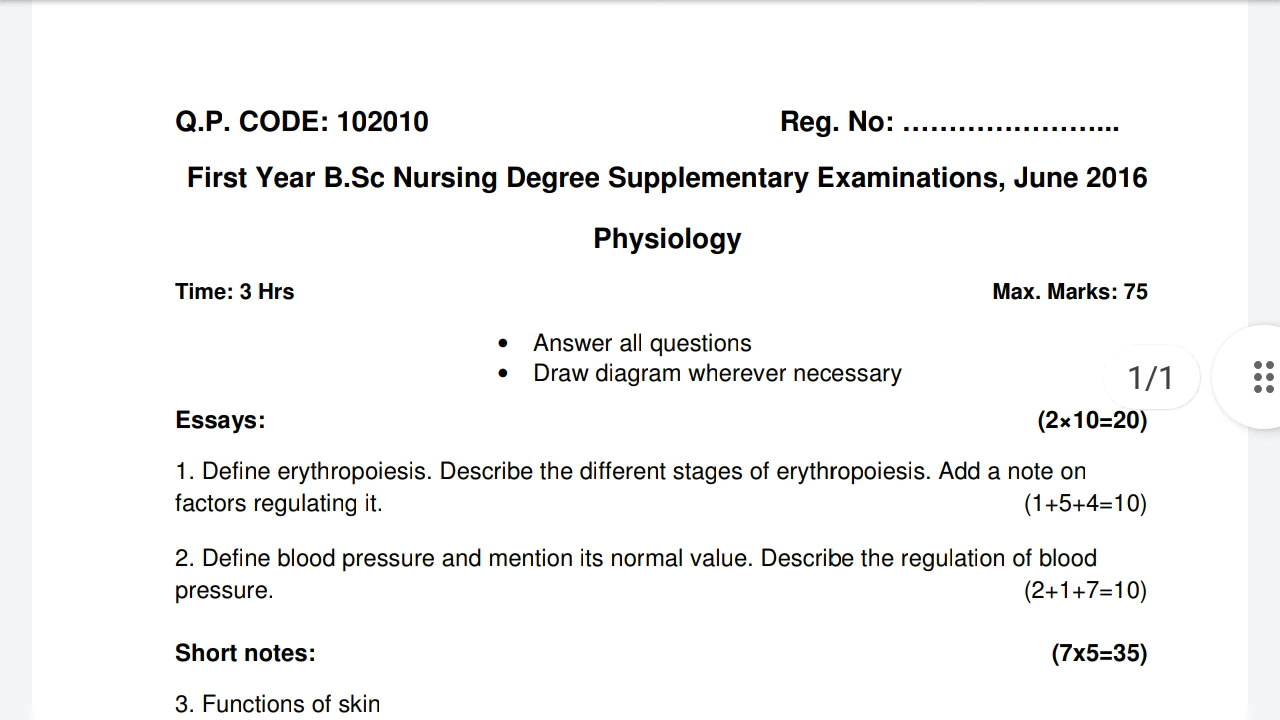 Q.P. CODE: 102010 Reg. No: ........................
First Year B.Sc Nursing Degree Supplementary Examinations, June 2016
Physiology
Time: 3 Hrs Max. Marks: 75
• Answer all questions
• Draw diagram wherever necessary
1/1
Essays: (2×10=20)
1. Define erythropoiesis. Describe the different stages of erythropoiesis. Add a note on
factors regulating it. (1+5+4=10)
2. Define blood pressure and mention its normal value. Describe the regulation of blood
pressure. (2+1+7=10)
Short notes: (7x5=35)
3. Functions of skin